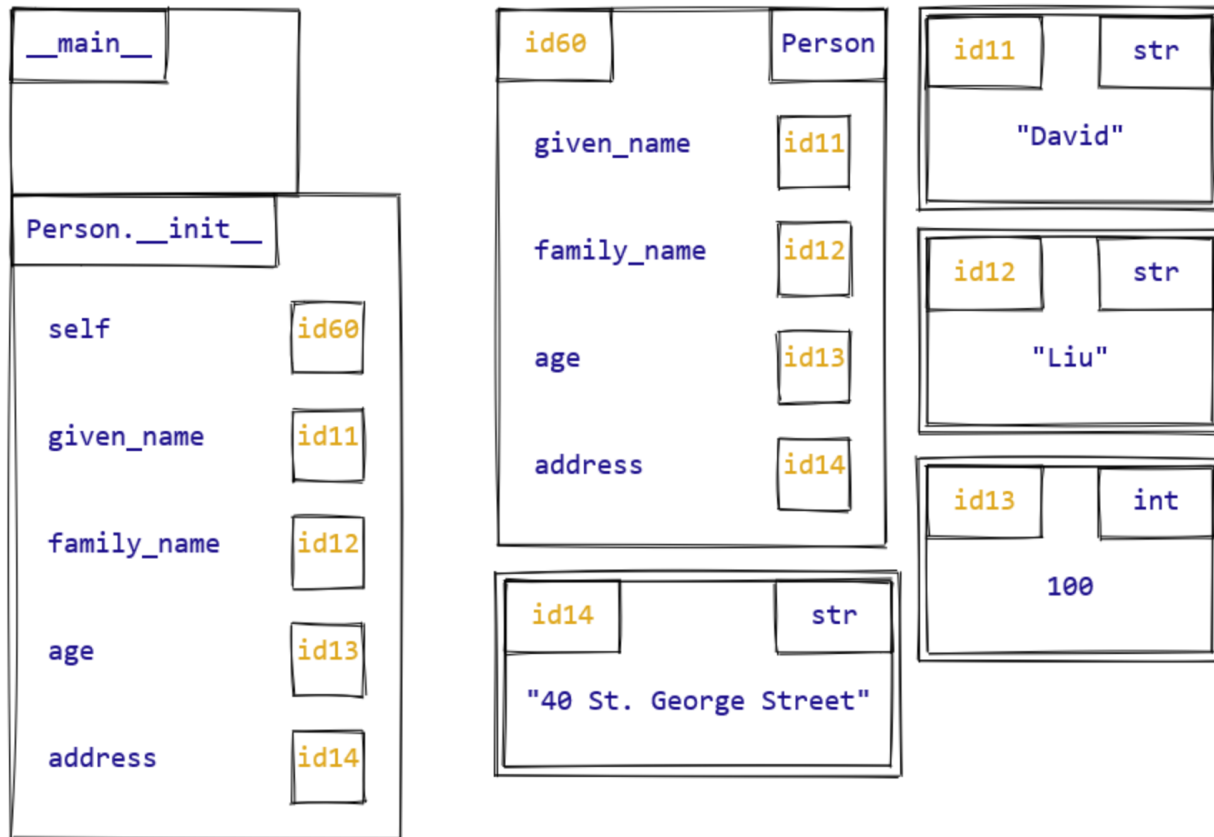 __main__
Person.__init__
self id60
given_name id11
family_name id12
age id13
address id14
id60 Person
given_name id11
family_name id12
age id13
address id14
id14 str
"40 St. George Street"
id11 str
"David"
id12 str
"Liu"
id13 int
100